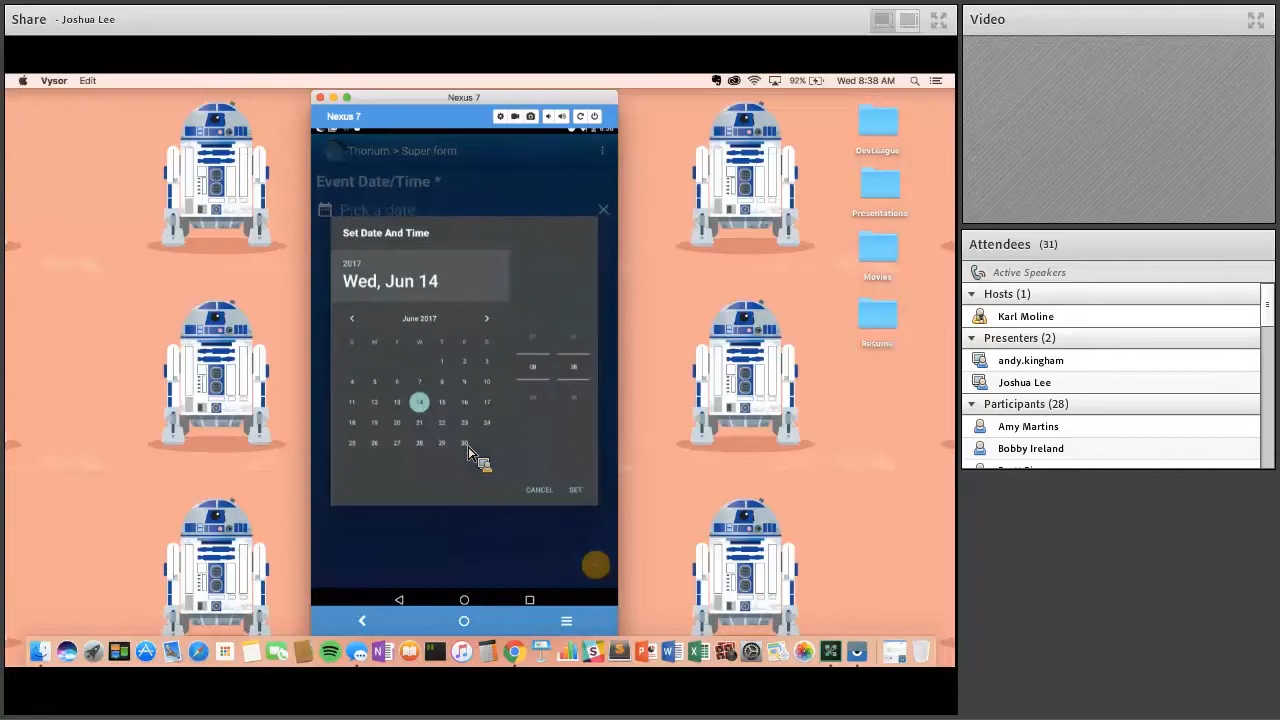 Share - Joshua Lee
Video
Vysor Edit
92%
Wed 8:38 AM
Nexus 7
Nexus 7
Thorium > Super form
Event Date/Time *
Pick a date
Set Date And Time
2017
Wed, Jun 14
June 2017
S M T W T F S
1 2 3
4 5 6 7 8 9 10
11 12 13 14 15 16 17
18 19 20 21 22 23 24
25 26 27 28 29 30
07
08 38
09
CANCEL SET
DevLeague
Presentations
Movies
Resume
Attendees (31)
Active Speakers
Hosts (1)
Karl Moline
Presenters (2)
andy.kingham
Joshua Lee
Participants (28)
Amy Martins
Bobby Ireland